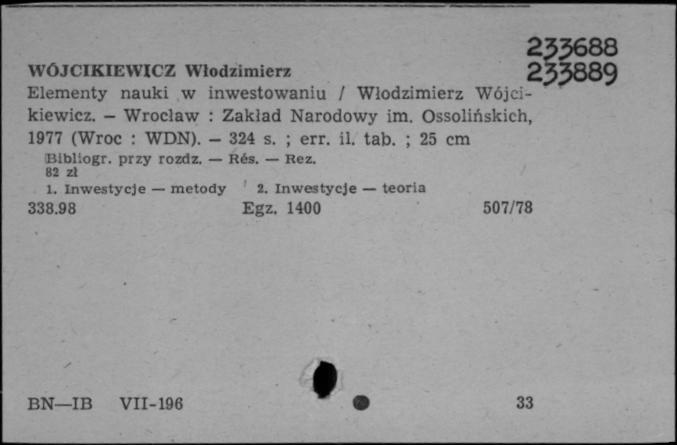 233688
WÓJCIKIEWICZ Włodzimierz 233889
Elementy nauki w inwestowaniu / Włodzimierz Wójci-
kiewicz. — Wrocław : Zakład Narodowy im. Ossolińskich,
1977 (Wroc : WDN). — 324 s. ; err. il. tab. ; 25 cm
Bibliogr. przy rozdz. — Rés. — Rez.
82 zł
1. Inwestycje — metody 2. Inwestycje — teoria
338.98 Egz. 1400 507/78
BN—IB VII-196 33